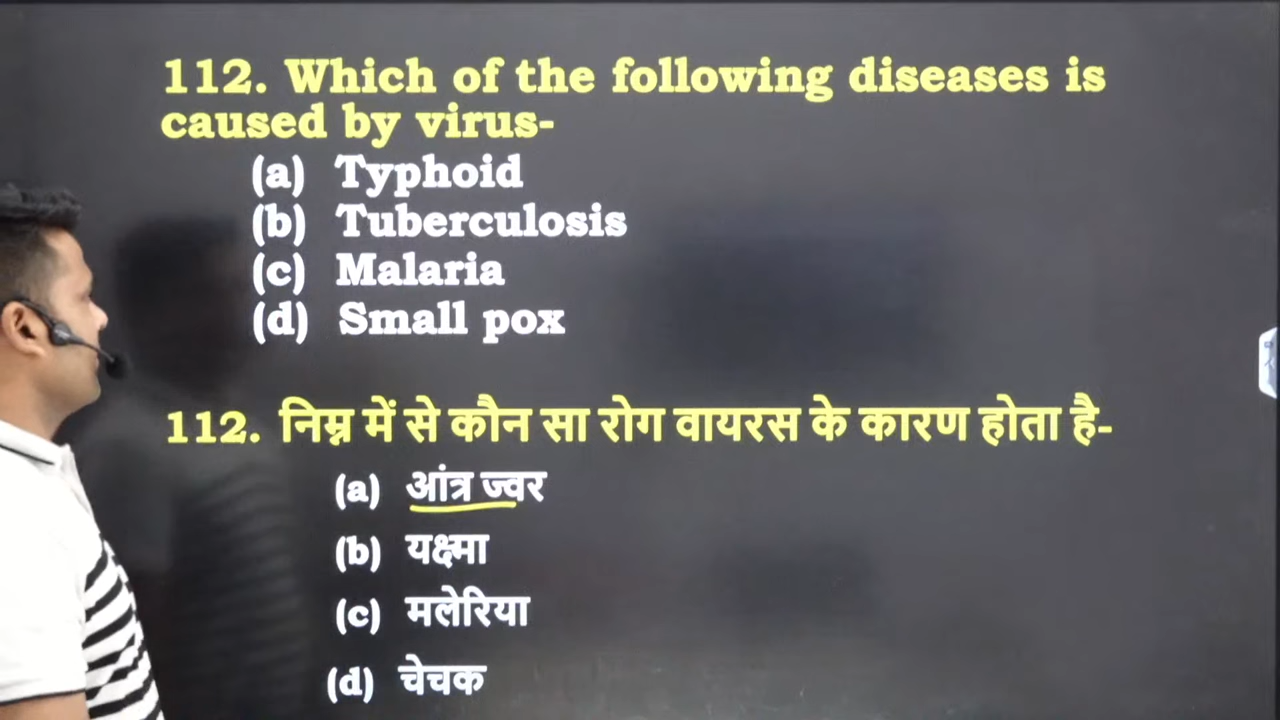 112. Which of the following diseases is
caused by virus-
(a) Typhoid
(b) Tuberculosis
(c) Malaria
(d) Small pox
112. निम्न में से कौन सा रोग वायरस के कारण होता है-
(a) आंत्र ज्वर
(b) यक्ष्मा
(c) मलेरिया
(d) चेचक